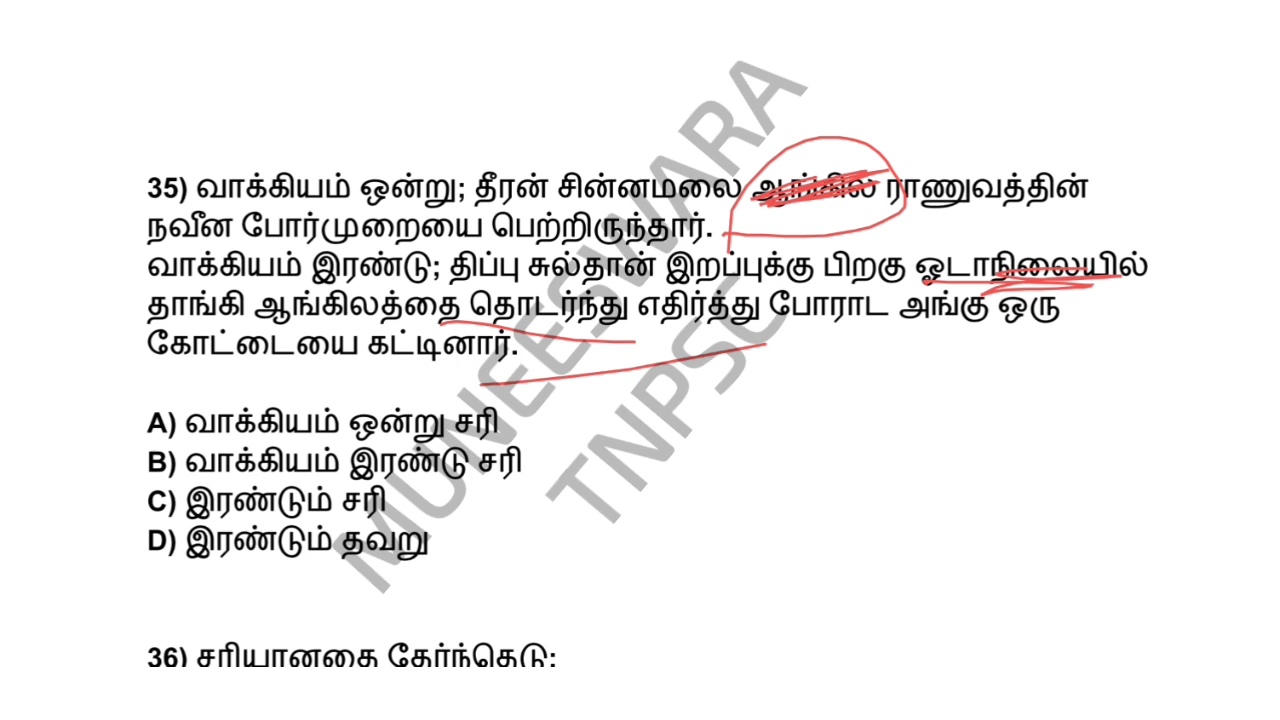 35) வாக்கியம் ஒன்று; தீரன் சின்னமலை ஆங்கில ராணுவத்தின்
நவீன போர்முறையை பெற்றிருந்தார்.
வாக்கியம் இரண்டு; திப்பு சுல்தான் இறப்புக்கு பிறகு ஓடாநிலையில்
தாங்கி ஆங்கிலத்தை தொடர்ந்து எதிர்த்து போராட அங்கு ஒரு
கோட்டையை கட்டினார்.
A) வாக்கியம் ஒன்று சரி
B) வாக்கியம் இரண்டு சரி
C) இரண்டும் சரி
D) இரண்டும் தவறு
36) சரியானதை தேர்ந்தெடு:
MUNEESWARA
TNPSC